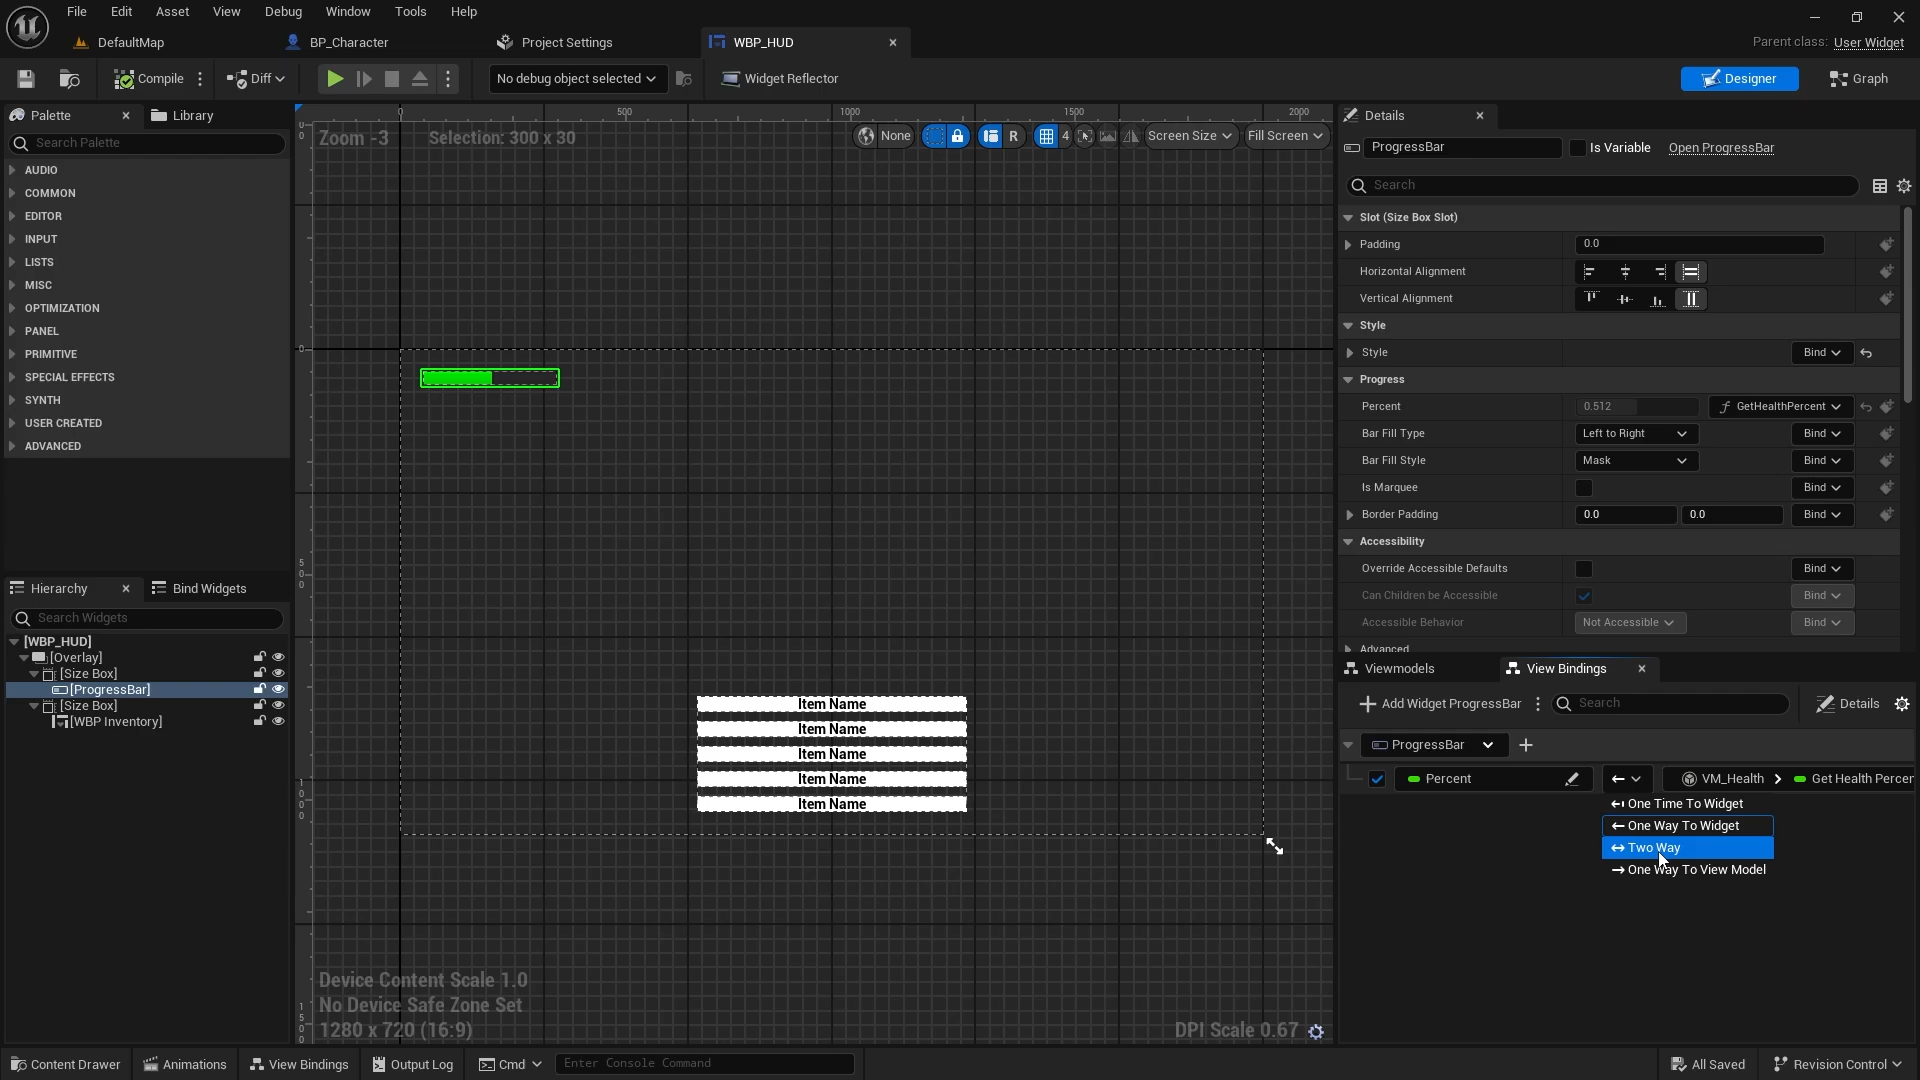 File Edit Asset View Debug Window Tools Help
DefaultMap BP_Character Project Settings WBP_HUD
Parent class: User Widget
Compile Diff No debug object selected Widget Reflector Designer Graph
Palette Library
Search Palette
AUDIO
COMMON
EDITOR
INPUT
LISTS
MISC
OPTIMIZATION
PANEL
PRIMITIVE
SPECIAL EFFECTS
SYNTH
USER CREATED
ADVANCED
Hierarchy Bind Widgets
Search Widgets
[WBP_HUD]
[Overlay]
[Size Box]
[ProgressBar]
[Size Box]
[WBP Inventory]
0 500 1000 1500 2000
0
0
500
1000
150
Zoom -3 Selection: 300 x 30
None R 4 Screen Size Fill Screen
Item Name
Item Name
Item Name
Item Name
Item Name
Device Content Scale 1.0
No Device Safe Zone Set
1280 x 720 (16:9)
DPI Scale 0.67
Details
ProgressBar Is Variable Open ProgressBar
Search
Slot (Size Box Slot)
Padding 0.0
Horizontal Alignment
Vertical Alignment
Style
Style Bind
Progress
Percent 0.512 GetHealthPercent
Bar Fill Type Left to Right Bind
Bar Fill Style Mask Bind
Is Marquee Bind
Border Padding 0.0 0.0 Bind
Accessibility
Override Accessible Defaults Bind
Can Children be Accessible Bind
Accessible Behavior Not Accessible Bind
Advanced
Viewmodels View Bindings
Add Widget ProgressBar Search Details
ProgressBar
Percent VM_Health Get Health Percen
One Time To Widget
One Way To Widget
Two Way
One Way To View Model
Content Drawer Animations View Bindings Output Log Cmd Enter Console Command All Saved Revision Control